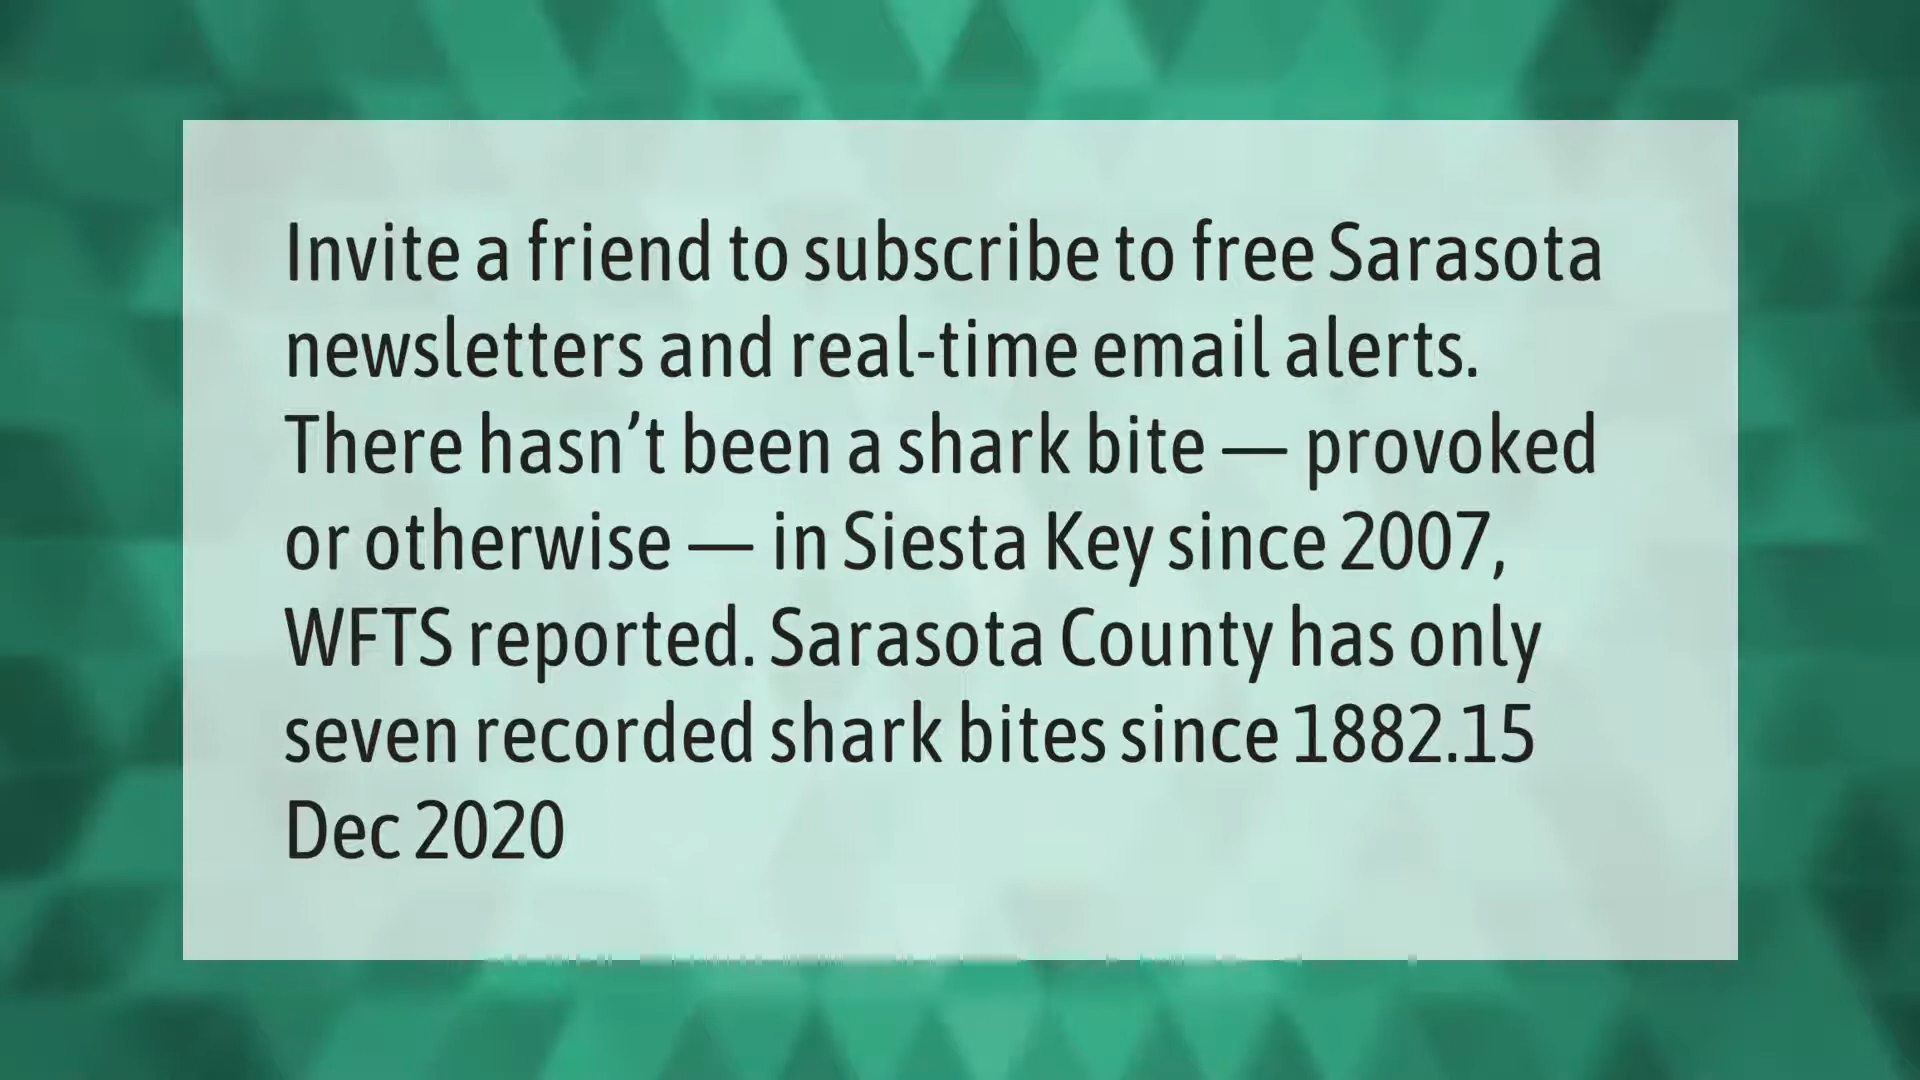 Invite a friend to subscribe to free Sarasota
newsletters and real-time email alerts.
There hasn’t been a shark bite — provoked
or otherwise — in Siesta Key since 2007,
WFTS reported. Sarasota County has only
seven recorded shark bites since 1882.15
Dec 2020